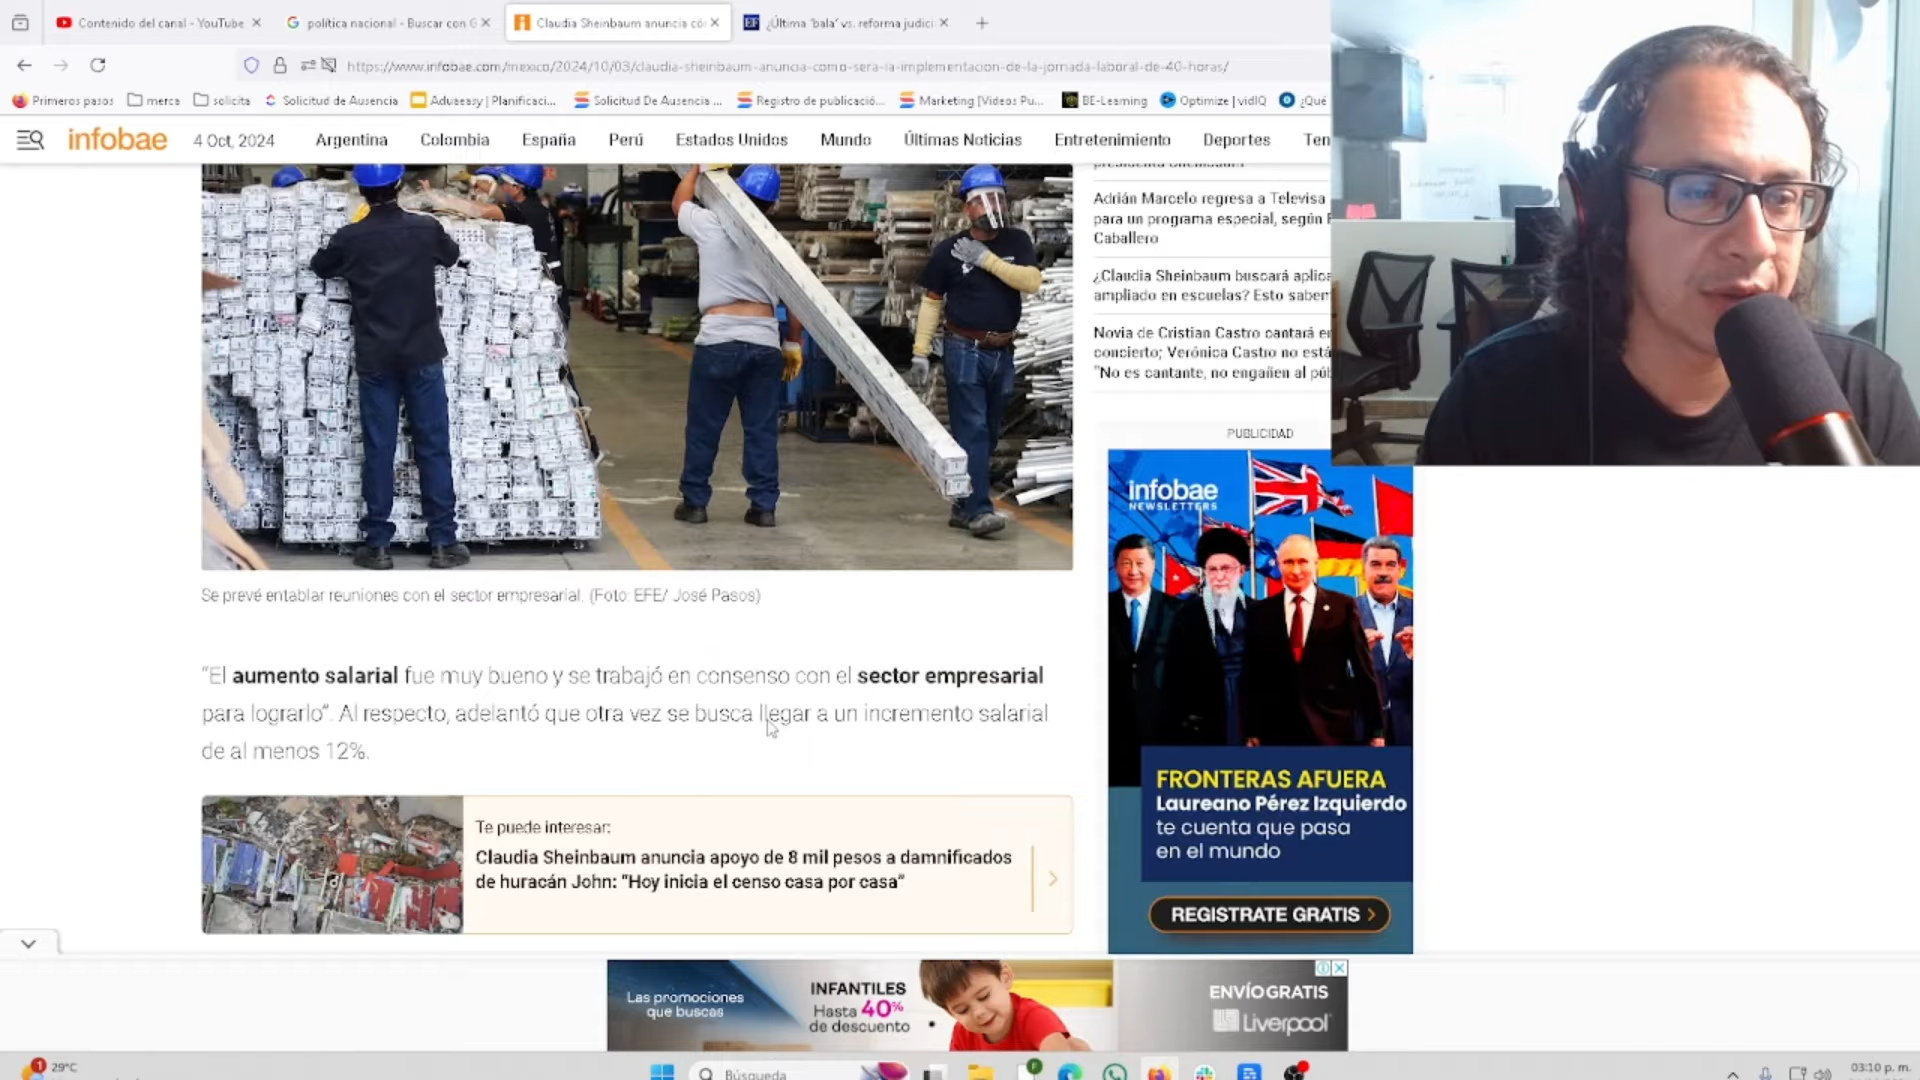 Contenido del canal - YouTube
política nacional - Buscar con G
Claudia Sheinbaum anuncia có
¿Última 'bala' vs. reforma judici
https://www.infobae.com/mexico/2024/10/03/claudia-sheinbaum-anuncia-como-sera-la-implementacion-de-la-jornada-laboral-de-40-horas/
Primeros pasos
merca
solicita
Solicitud de Ausencia
Aduaeasy | Planificaci...
Solicitud De Ausencia ...
Registro de publicació...
Marketing [Videos Pu...
BE-Learning
Optimize | vidIQ
¿Qué
infobae
4 Oct, 2024
Argentina
Colombia
España
Perú
Estados Unidos
Mundo
Últimas Noticias
Entretenimiento
Deportes
Ten
presidenta Sheinbaum
Adrián Marcelo regresa a Televisa
para un programa especial, según
Caballero
¿Claudia Sheinbaum buscará aplica
ampliado en escuelas? Esto saber
Novia de Cristian Castro cantará e
concierto; Verónica Castro no está
"No es cantante, no engañen al púb
PUBLICIDAD
infobae
NEWSLETTERS
FRONTERAS AFUERA
Laureano Pérez Izquierdo
te cuenta que pasa
en el mundo
REGISTRATE GRATIS >
Se prevé entablar reuniones con el sector empresarial. (Foto: EFE/ José Pasos)
“El aumento salarial fue muy bueno y se trabajó en consenso con el sector empresarial
para lograrlo”. Al respecto, adelantó que otra vez se busca llegar a un incremento salarial
de al menos 12%.
Te puede interesar:
Claudia Sheinbaum anuncia apoyo de 8 mil pesos a damnificados
de huracán John: “Hoy inicia el censo casa por casa”
Las promociones
que buscas
INFANTILES
Hasta 40%
de descuento
ENVÍO GRATIS
Liverpool
1
29°C
Búsqueda
03:10 p. m.